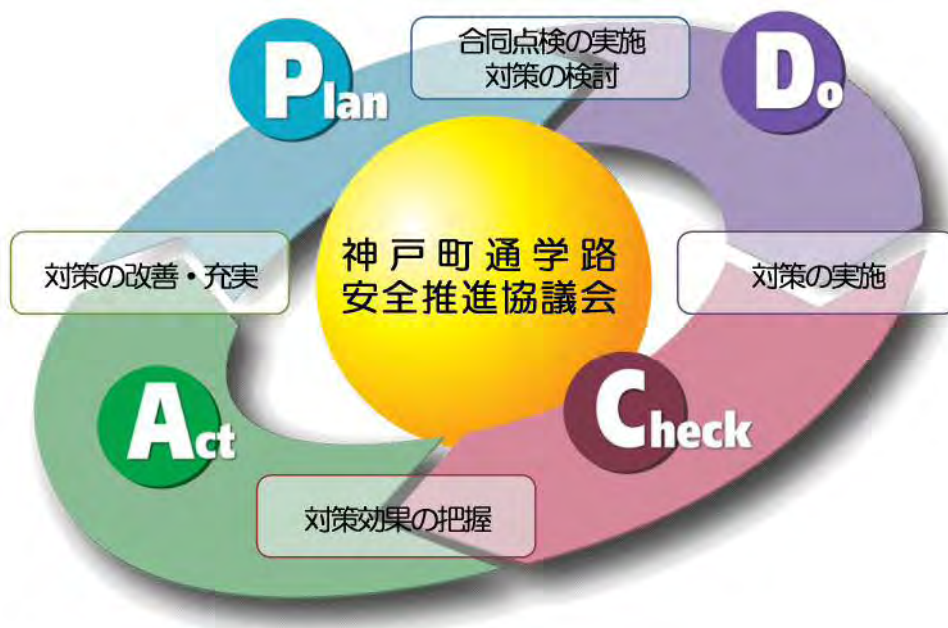 Plan
合同点検の実施
対策の検討
Do
対策の改善・充実
神戸町通学路
安全推進協議会
対策の実施
Act
Check
対策効果の把握